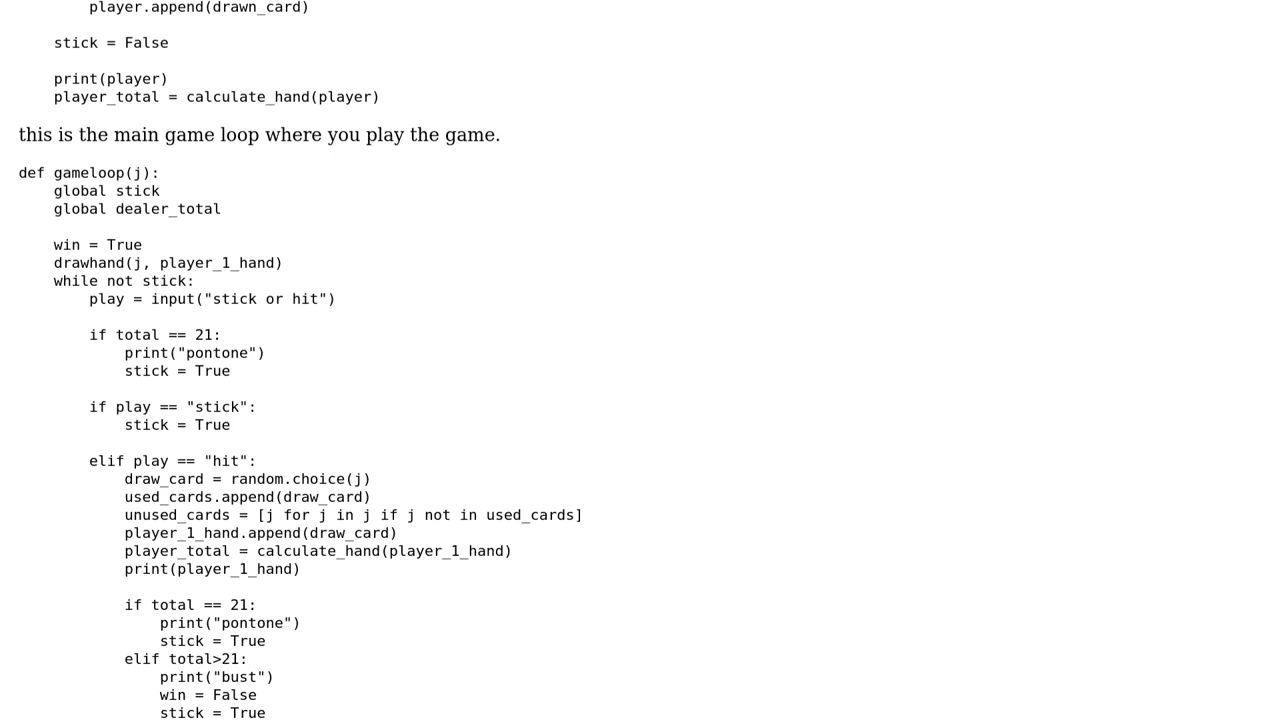 player.append(drawn_card)

    stick = False

    print(player)
    player_total = calculate_hand(player)

this is the main game loop where you play the game.

def gameloop(j):
    global stick
    global dealer_total

    win = True
    drawhand(j, player_1_hand)
    while not stick:
        play = input("stick or hit")

        if total == 21:
            print("pontone")
            stick = True

        if play == "stick":
            stick = True

        elif play == "hit":
            draw_card = random.choice(j)
            used_cards.append(draw_card)
            unused_cards = [j for j in j if j not in used_cards]
            player_1_hand.append(draw_card)
            player_total = calculate_hand(player_1_hand)
            print(player_1_hand)

            if total == 21:
                print("pontone")
                stick = True
            elif total>21:
                print("bust")
                win = False
                stick = True